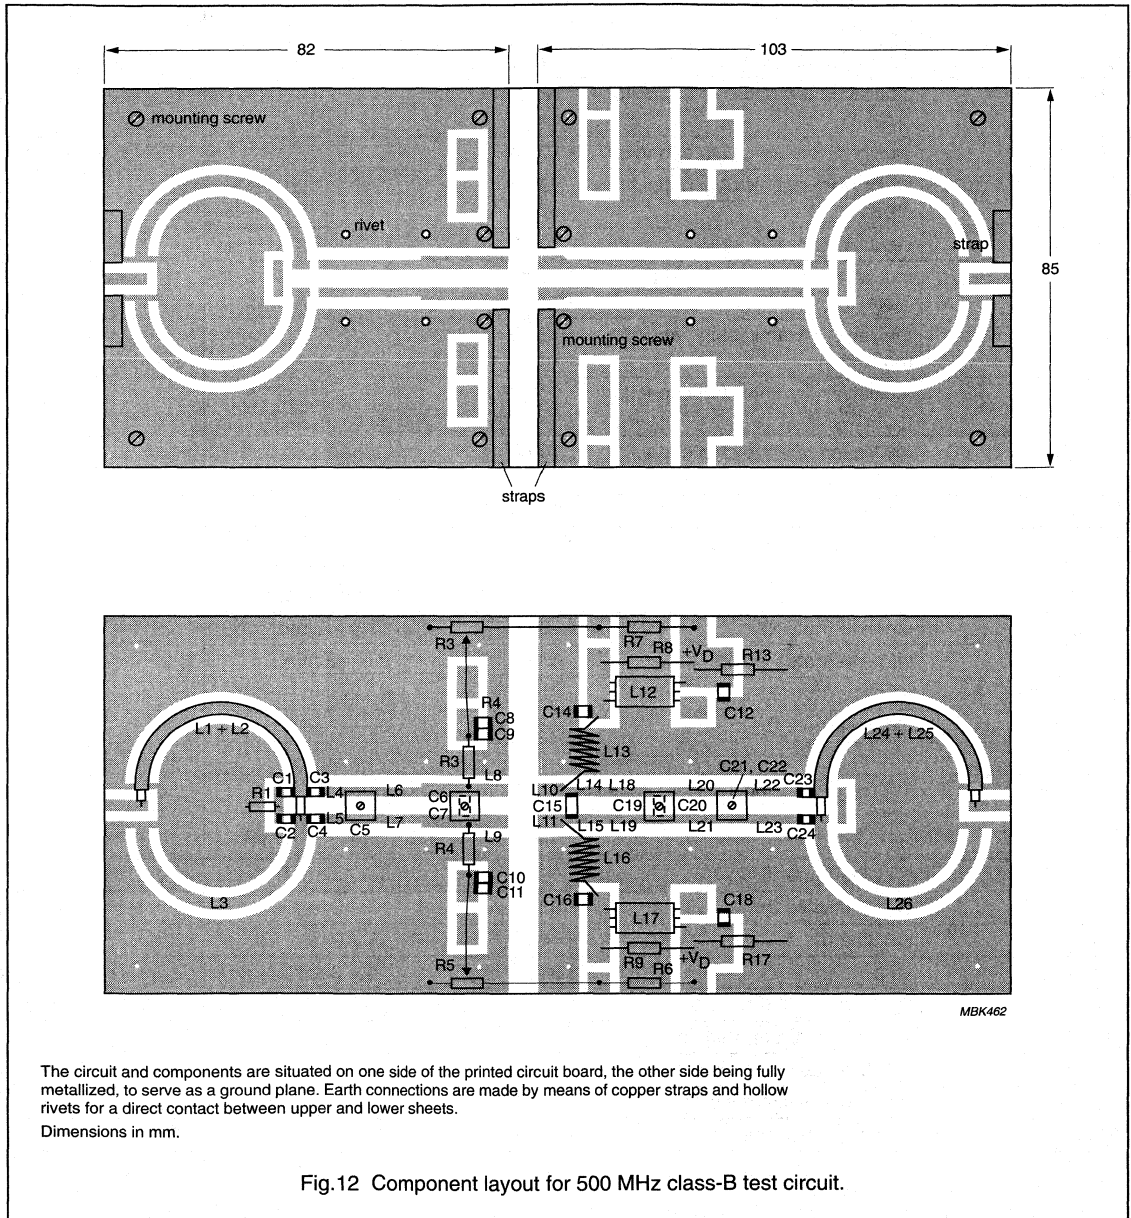 82
103
mounting screw
rivet
strap
85
mounting screw
straps
R3
R7
R8
+VD
R13
R4
C8
C9
L12
C14
C12
L1 + L2
L13
L24 + L25
R3
L8
C21, C22
C1
C3
L6
L10
L14
L18
L20
L22
C23
R1
L4
C6
C7
C15
C19
C20
L5
C2
C4
C5
L7
L9
L11
L15
L19
L21
L23
C24
R4
L16
C10
C11
L3
C16
L17
C18
L26
R5
R9
R6
+VD
R17
MBK462
The circuit and components are situated on one side of the printed circuit board, the other side being fully
metallized, to serve as a ground plane. Earth connections are made by means of copper straps and hollow
rivets for a direct contact between upper and lower sheets.
Dimensions in mm.
Fig.12 Component layout for 500 MHz class-B test circuit.